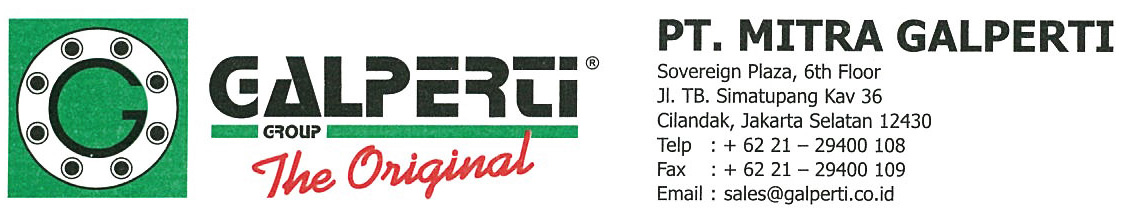 G
GALPERTI®
GROUP
The Original
PT. MITRA GALPERTI
Sovereign Plaza, 6th Floor
Jl. TB. Simatupang Kav 36
Cilandak, Jakarta Selatan 12430
Telp : + 62 21 – 29400 108
Fax : + 62 21 – 29400 109
Email : sales@galperti.co.id